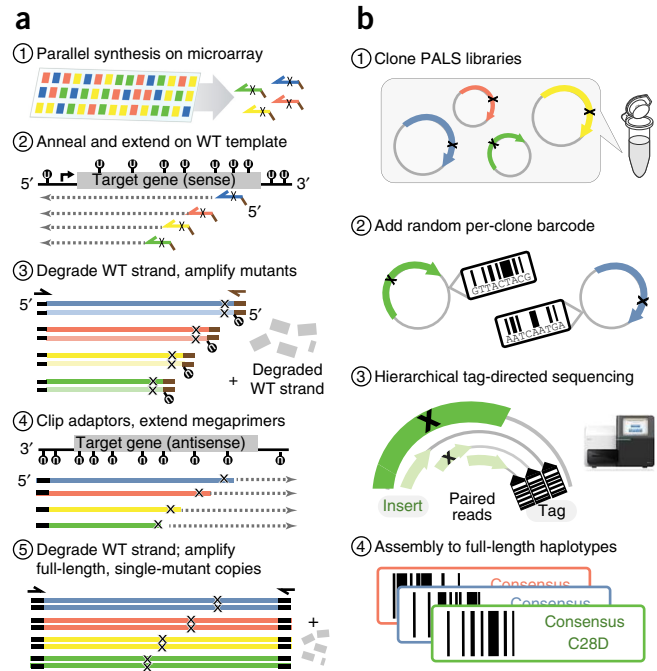 a
① Parallel synthesis on microarray
② Anneal and extend on WT template
U U U U U U U U
5′ Target gene (sense) 3′
5′
③ Degrade WT strand, amplify mutants
5′
5′
+ Degraded
WT strand
④ Clip adaptors, extend megaprimers
3′ Target gene (antisense)
5′
⑤ Degrade WT strand; amplify
full-length, single-mutant copies
+
b
① Clone PALS libraries
② Add random per-clone barcode
GTTACTACG
AATCAATGA
③ Hierarchical tag-directed sequencing
Insert Paired
reads Tag
④ Assembly to full-length haplotypes
Consensus
Consensus
Consensus
C28D